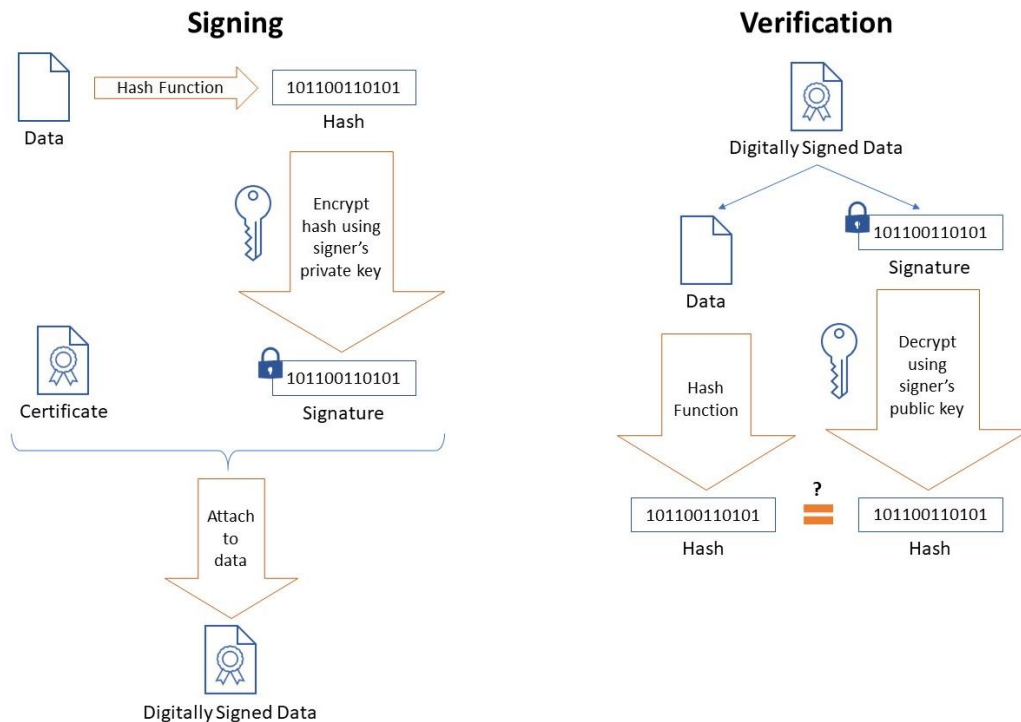 Signing
Hash Function
101100110101
Data
Hash
Encrypt
hash using
signer's
private key
101100110101
Certificate
Signature
Attach
to
data
Digitally Signed Data
Verification
Digitally Signed Data
101100110101
Signature
Data
Hash
Function
Decrypt
using
signer's
public key
?
101100110101
101100110101
Hash
Hash